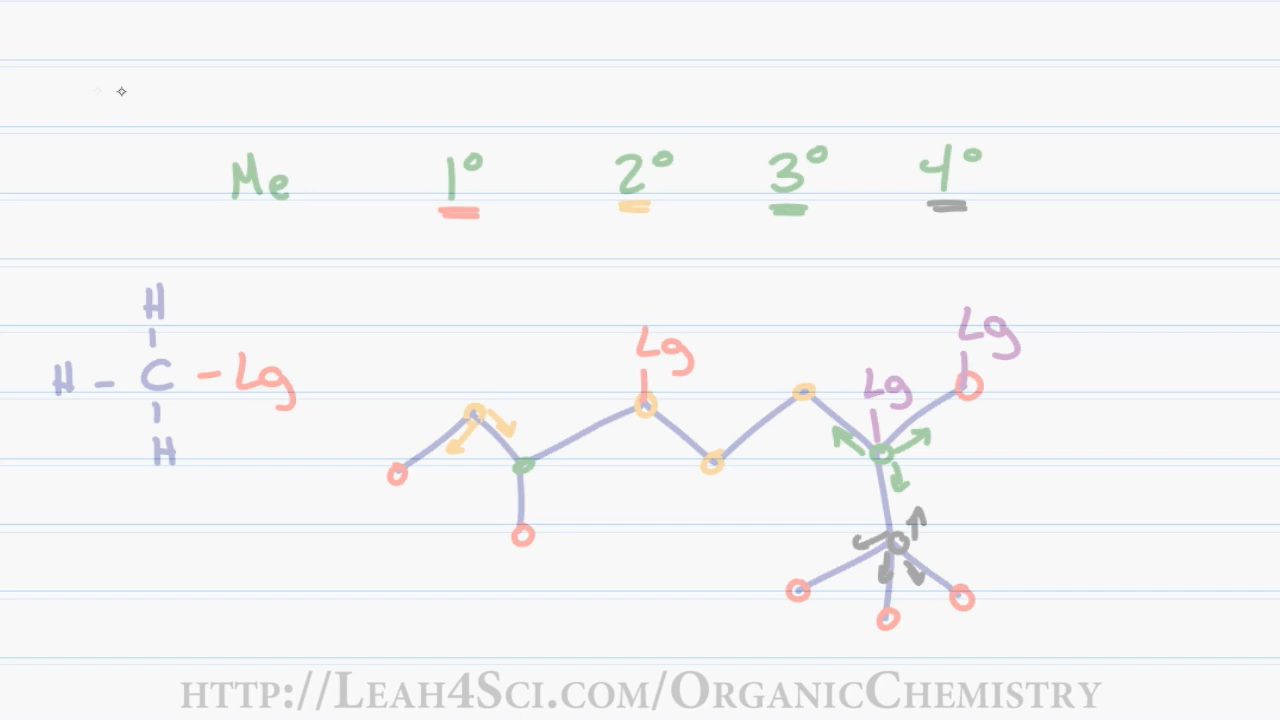 Me 1° 2° 3° 4°
H
Lg
Lg
H - C - Lg
Lg
H
HTTP://LEAH4SCI.COM/ORGANICCHEMISTRY